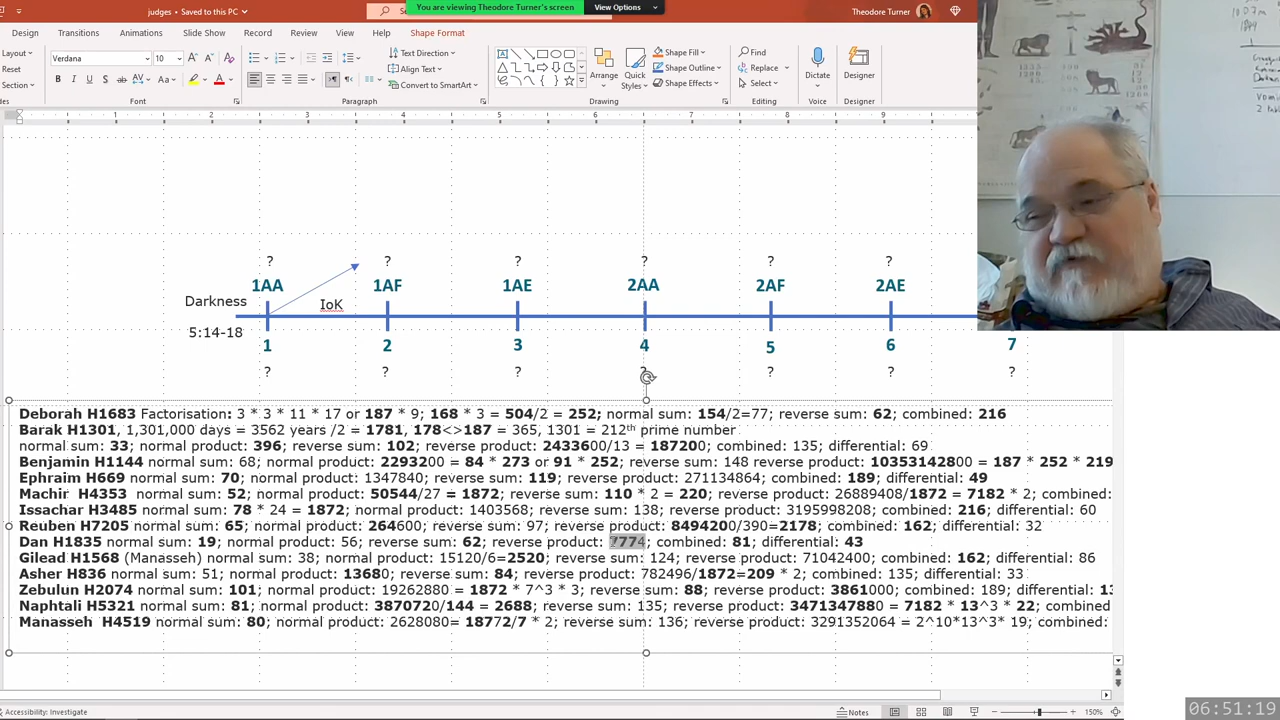 judges • Saved to this PC
You are viewing Theodore Turner's screen
View Options
Theodore Turner
Design Transitions Animations Slide Show Record Review View Help Shape Format
Layout
Reset
Section
Verdana 10
Text Direction
Align Text
Convert to SmartArt
Arrange
Quick Styles
Shape Fill
Shape Outline
Shape Effects
Find
Replace
Select
Dictate
Designer
Font Paragraph Drawing Editing Voice Designer
1 2 3 4 5 6 7 8 9
? ? ? ? ? ?
1AA 1AF 1AE 2AA 2AF 2AE
Darkness
IoK
5:14-18
1 2 3 4 5 6 7
? ? ? ? ? ? ?
Deborah H1683 Factorisation: 3 * 3 * 11 * 17 or 187 * 9; 168 * 3 = 504/2 = 252; normal sum: 154/2=77; reverse sum: 62; combined: 216
Barak H1301, 1,301,000 days = 3562 years /2 = 1781, 178<>187 = 365, 1301 = 212th prime number
normal sum: 33; normal product: 396; reverse sum: 102; reverse product: 2433600/13 = 187200; combined: 135; differential: 69
Benjamin H1144 normal sum: 68; normal product: 2293200 = 84 * 273 or 91 * 252; reverse sum: 148 reverse product: 1035314280​0 = 187 * 252 * 219
Ephraim H669 normal sum: 70; normal product: 1347840; reverse sum: 119; reverse product: 271134864; combined: 189; differential: 49
Machir H4353 normal sum: 52; normal product: 50544/27 = 1872; reverse sum: 110 * 2 = 220; reverse product: 26889408/1872 = 7182 * 2; combined:
Issachar H3485 normal sum: 78 * 24 = 1872; normal product: 1403568; reverse sum: 138; reverse product: 3195998208; combined: 216; differential: 60
Reuben H7205 normal sum: 65; normal product: 264600; reverse sum: 97; reverse product: 8494200/390=2178; combined: 162; differential: 32
Dan H1835 normal sum: 19; normal product: 56; reverse sum: 62; reverse product: 7774; combined: 81; differential: 43
Gilead H1568 (Manasseh) normal sum: 38; normal product: 15120/6=2520; reverse sum: 124; reverse product: 71042400; combined: 162; differential: 86
Asher H836 normal sum: 51; normal product: 13680; reverse sum: 84; reverse product: 782496/1872=209 * 2; combined: 135; differential: 33
Zebulun H2074 normal sum: 101; normal product: 19262880 = 1872 * 7^3 * 3; reverse sum: 88; reverse product: 3861000; combined: 189; differential: 13
Naphtali H5321 normal sum: 81; normal product: 3870720/144 = 2688; reverse sum: 135; reverse product: 3471347880 = 7182 * 13^3 * 22; combined
Manasseh H4519 normal sum: 80; normal product: 2628080= 18772/7 * 2; reverse sum: 136; reverse product: 3291352064 = 2^10*13^3* 19; combined:
Accessibility: Investigate
Notes
150%
06:51:19